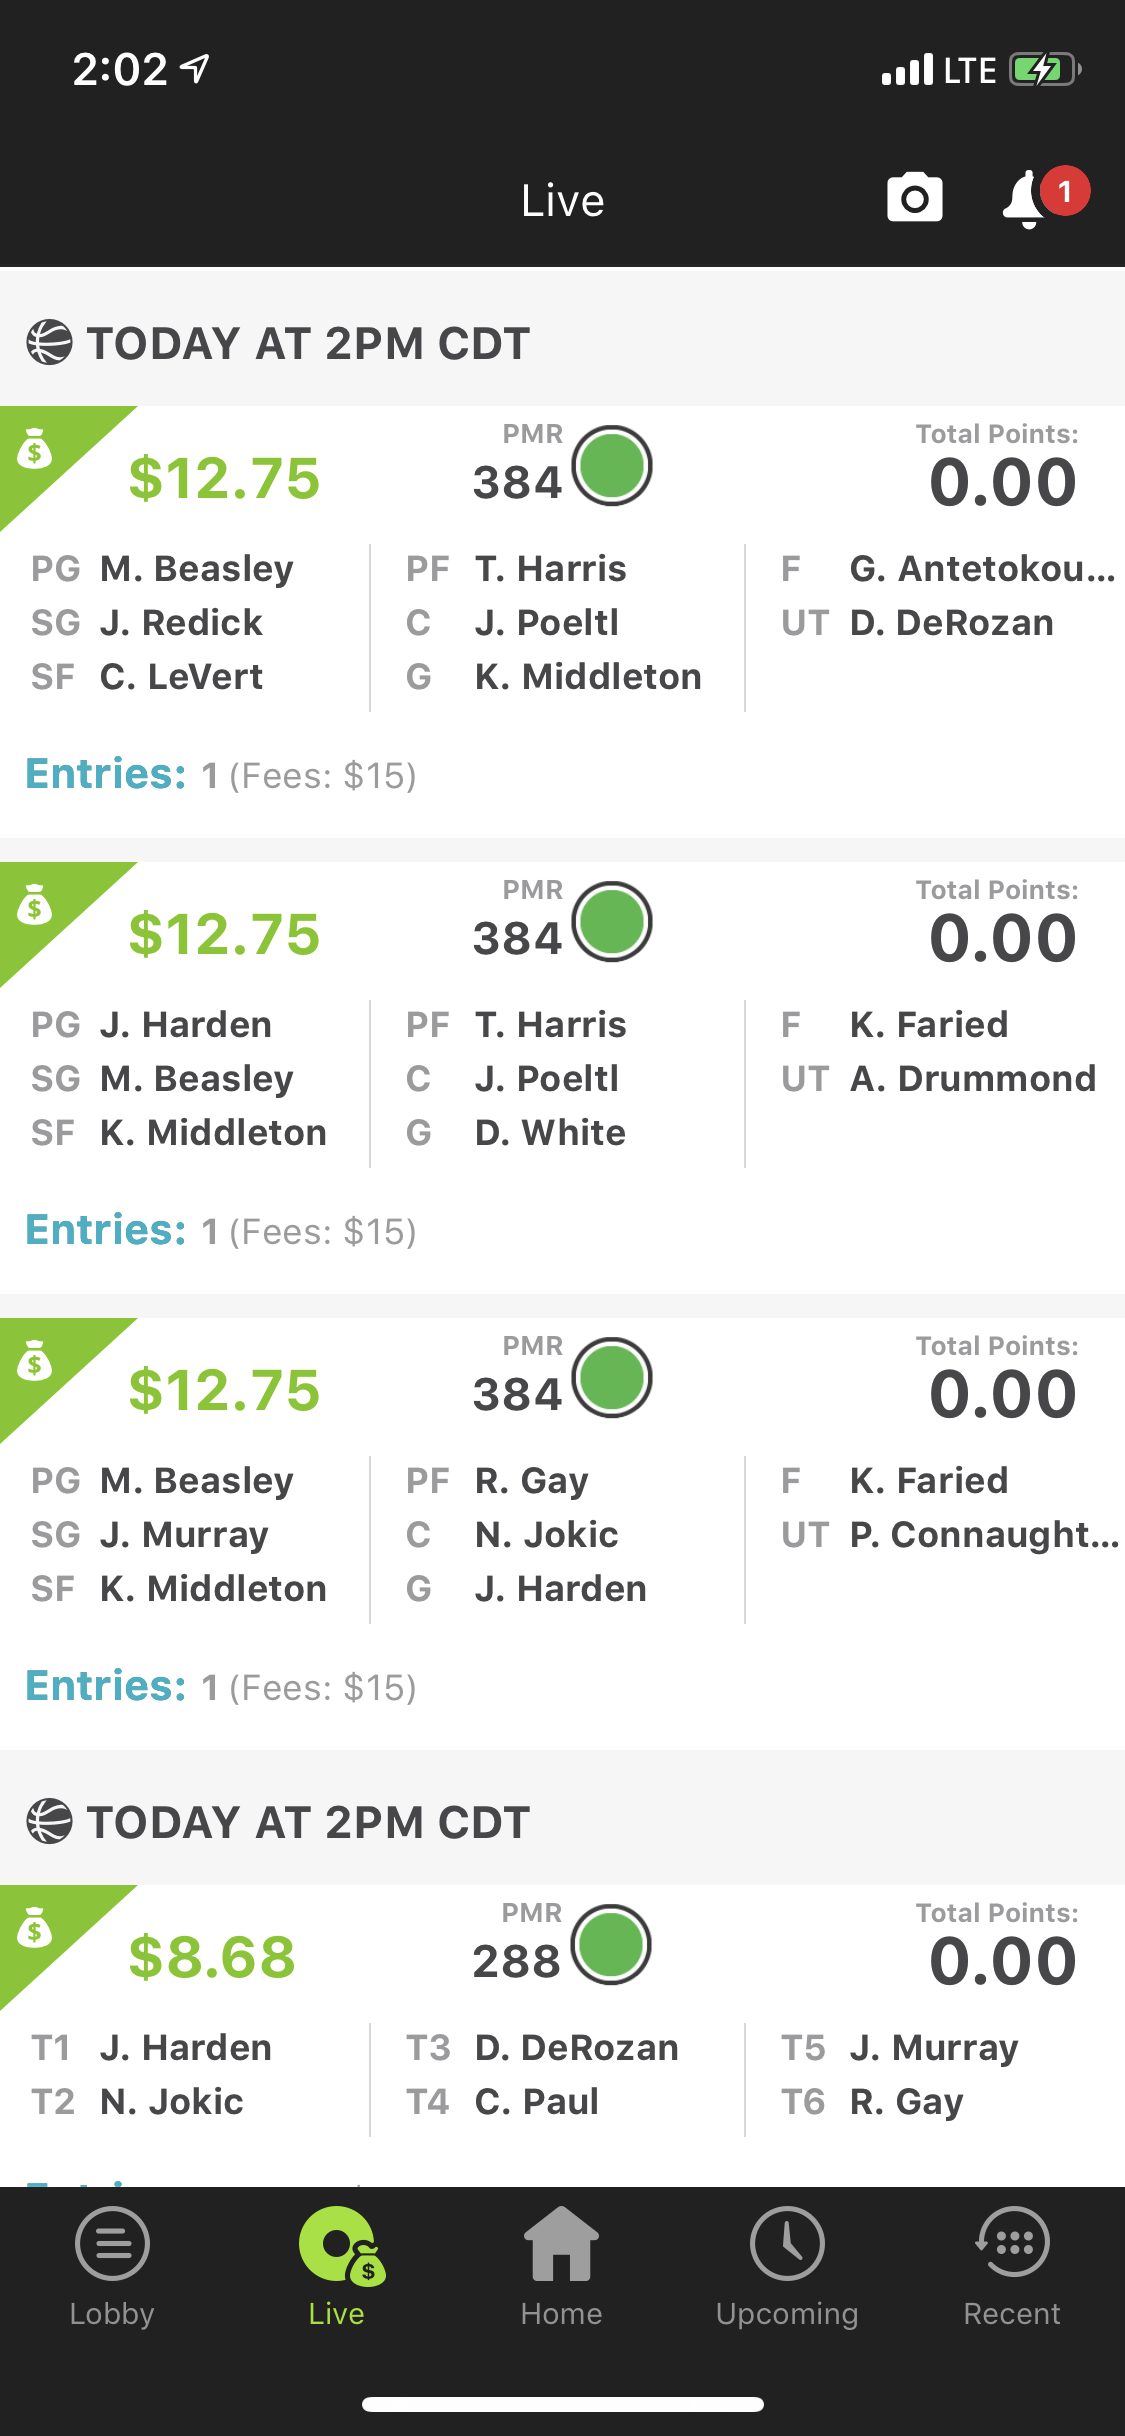 2:02
LTE
Live
1
TODAY AT 2PM CDT
$12.75
PMR
384
Total Points:
0.00
PG M. Beasley
SG J. Redick
SF C. LeVert
PF T. Harris
C J. Poeltl
G K. Middleton
F G. Antetokou...
UT D. DeRozan
Entries: 1 (Fees: $15)
$12.75
PMR
384
Total Points:
0.00
PG J. Harden
SG M. Beasley
SF K. Middleton
PF T. Harris
C J. Poeltl
G D. White
F K. Faried
UT A. Drummond
Entries: 1 (Fees: $15)
$12.75
PMR
384
Total Points:
0.00
PG M. Beasley
SG J. Murray
SF K. Middleton
PF R. Gay
C N. Jokic
G J. Harden
F K. Faried
UT P. Connaught...
Entries: 1 (Fees: $15)
TODAY AT 2PM CDT
$8.68
PMR
288
Total Points:
0.00
T1 J. Harden
T2 N. Jokic
T3 D. DeRozan
T4 C. Paul
T5 J. Murray
T6 R. Gay
Lobby
Live
Home
Upcoming
Recent